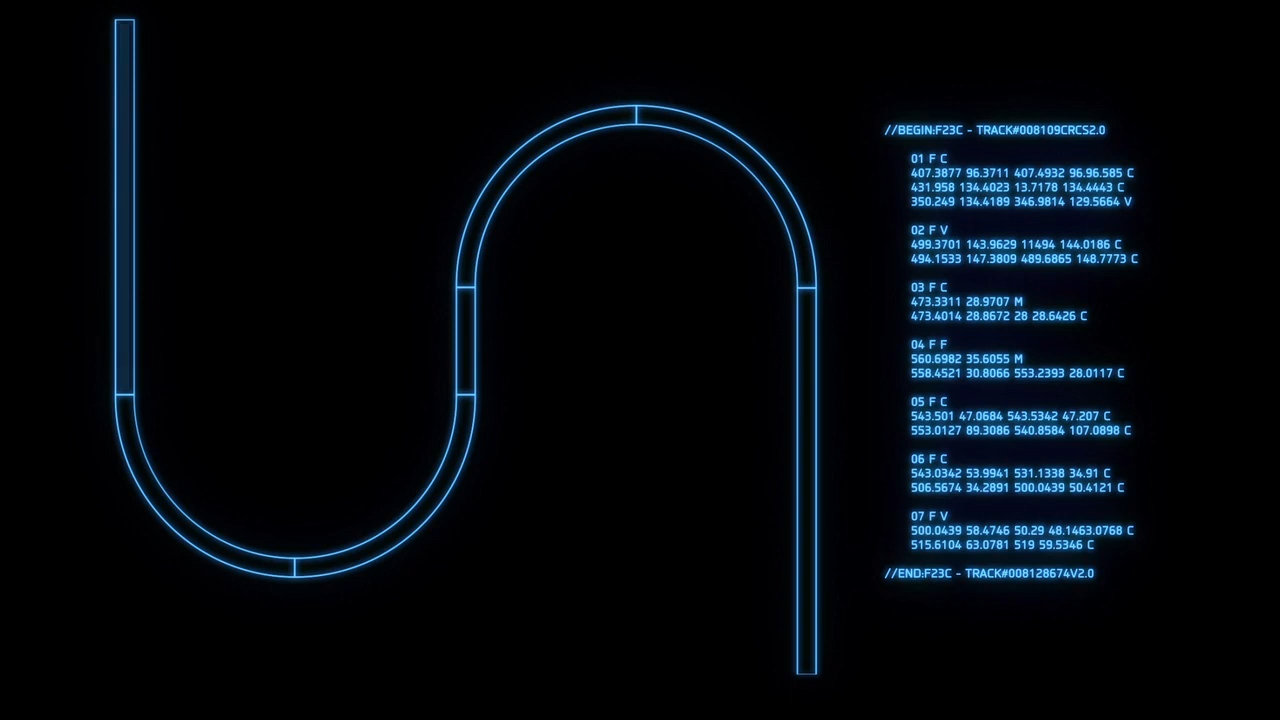 //BEGIN:F23C - TRACK#008109CRCS2.0
01 F C
407.3877 96.3711 407.4932 96.96.585 C
431.958 134.4023 13.7178 134.4443 C
350.249 134.4189 346.9814 129.5664 V
02 F V
499.3701 143.9629 11494 144.0186 C
494.1533 147.3809 489.6865 148.7773 C
03 F C
473.3311 28.9707 M
473.4014 28.8672 28 28.6426 C
04 F F
560.6982 35.6055 M
558.4521 30.8066 553.2393 28.0117 C
05 F C
543.501 47.0684 543.5342 47.207 C
553.0127 89.3086 540.8584 107.0898 C
06 F C
543.0342 53.9941 531.1338 34.91 C
506.5674 34.2891 500.0439 50.4121 C
07 F V
500.0439 58.4746 50.29 48.1463.0768 C
515.6104 63.0781 519 59.5346 C
//END:F23C - TRACK#008128674V2.0